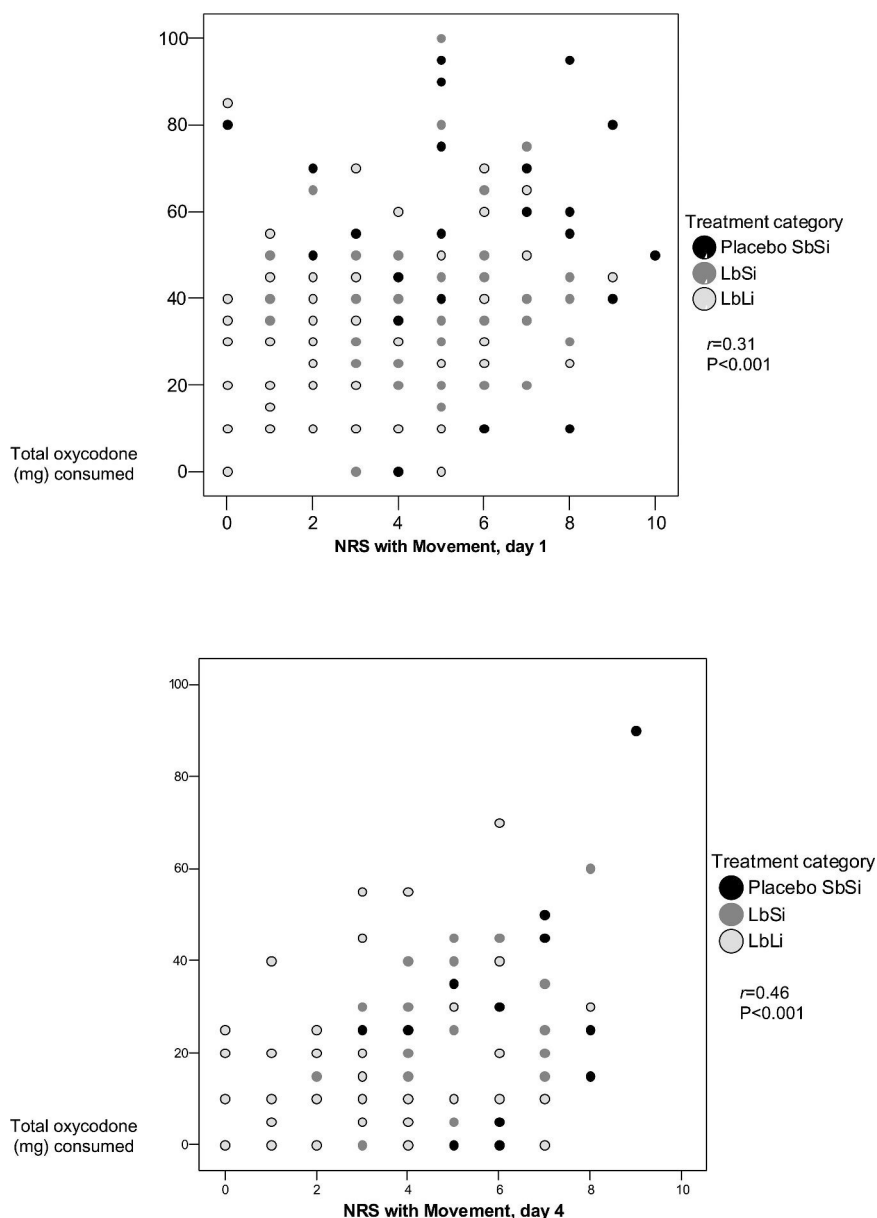 100
80
60
40
20
0
Total oxycodone
(mg) consumed
0 2 4 6 8 10
NRS with Movement, day 1
Treatment category
Placebo SbSi
LbSi
LbLi
r=0.31
P<0.001
100
80
60
40
20
0
Total oxycodone
(mg) consumed
0 2 4 6 8 10
NRS with Movement, day 4
Treatment category
Placebo SbSi
LbSi
LbLi
r=0.46
P<0.001